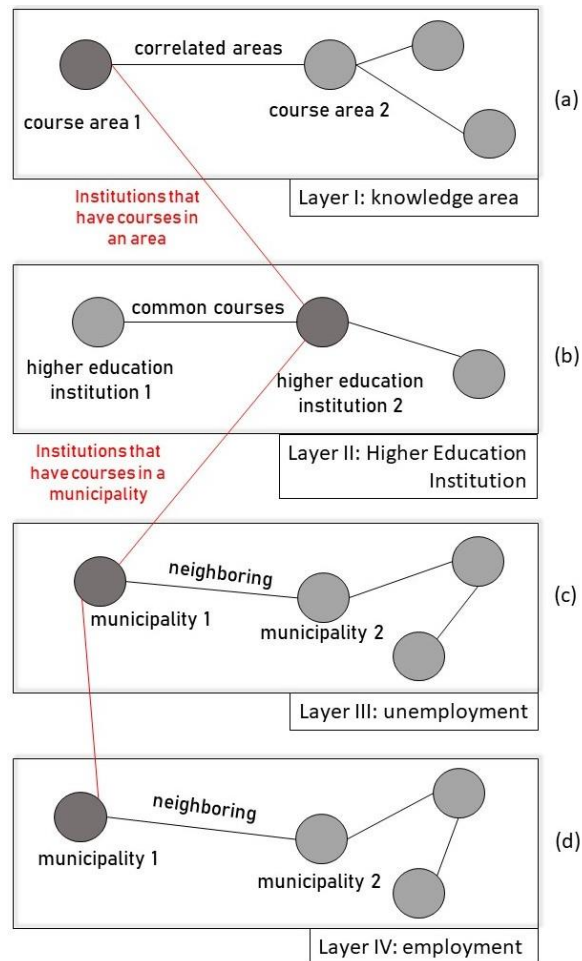 correlated areas
course area 1
course area 2
(a)
Layer I: knowledge area
Institutions that
have courses in
an area
common courses
higher education
institution 1
higher education
institution 2
(b)
Layer II: Higher Education
Institution
Institutions that
have courses in a
municipality
neighboring
municipality 1
municipality 2
(c)
Layer III: unemployment
neighboring
municipality 1
municipality 2
(d)
Layer IV: employment